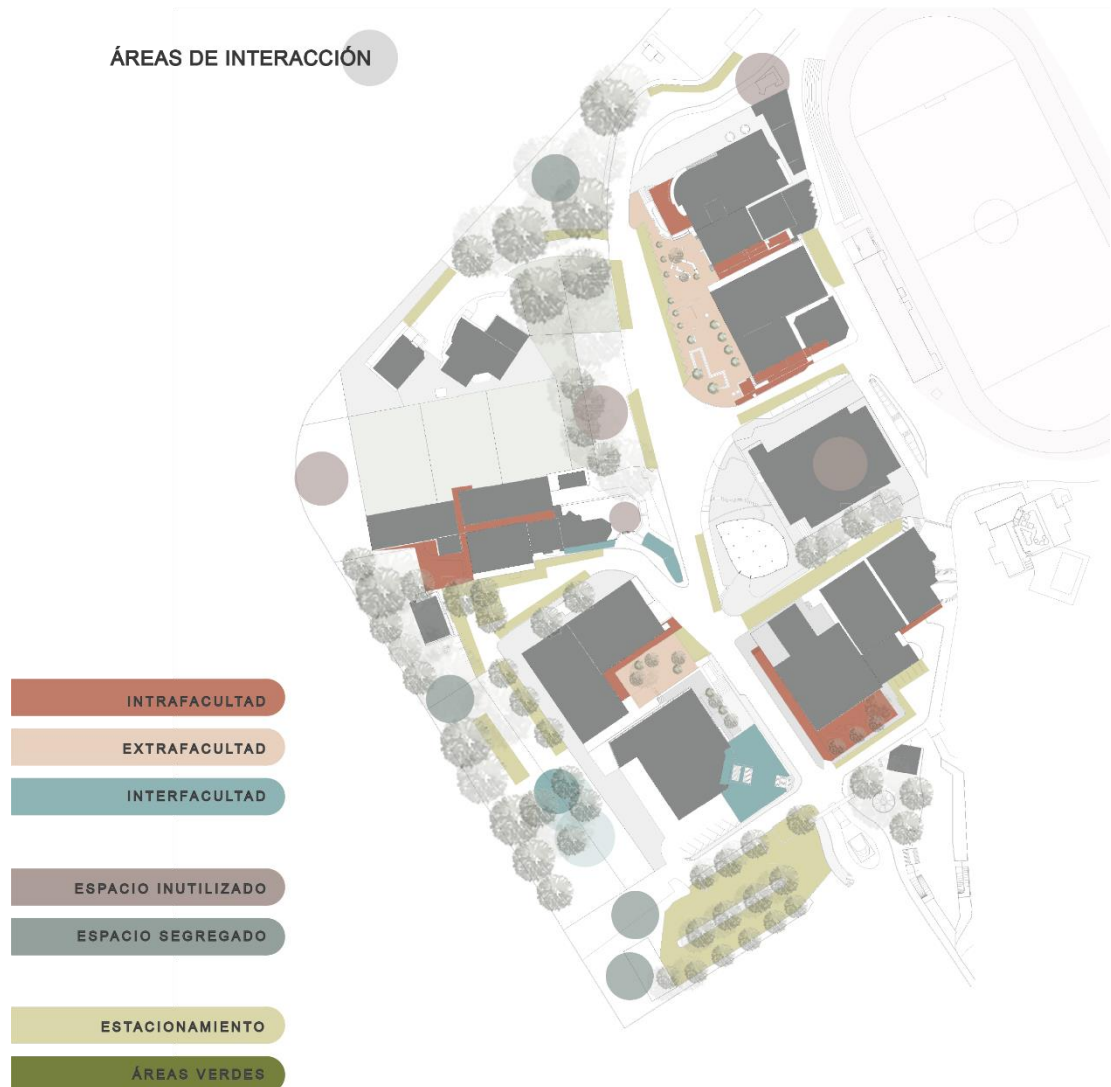 ÁREAS DE INTERACCIÓN
INTRAFACULTAD
EXTRAFACULTAD
INTERFACULTAD
ESPACIO INUTILIZADO
ESPACIO SEGREGADO
ESTACIONAMIENTO
ÁREAS VERDES